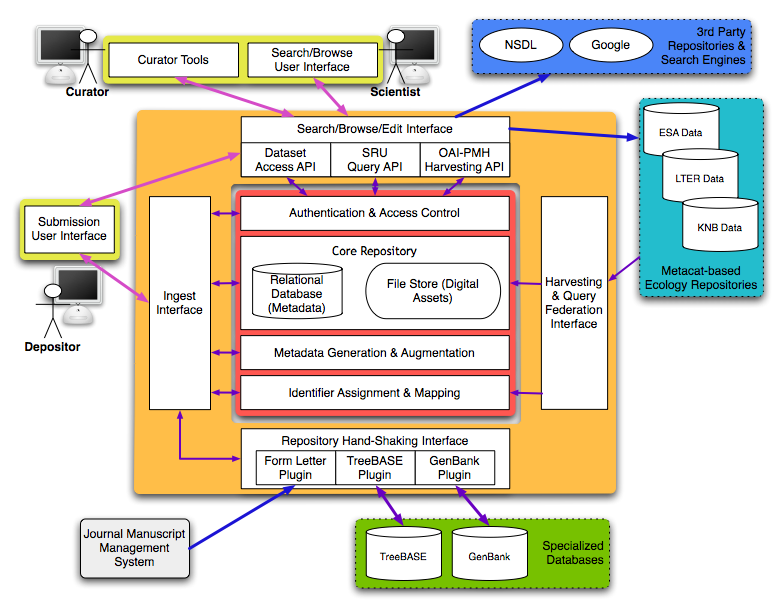 Curator
Curator Tools
Search/Browse
User Interface
Scientist
NSDL
Google
3rd Party
Repositories &
Search Engines
Search/Browse/Edit Interface
Dataset
Access API
SRU
Query API
OAI-PMH
Harvesting API
ESA Data
LTER Data
KNB Data
Metacat-based
Ecology Repositories
Submission
User Interface
Depositor
Ingest
Interface
Authentication & Access Control
Core Repository
Relational
Database
(Metadata)
File Store (Digital
Assets)
Metadata Generation & Augmentation
Identifier Assignment & Mapping
Harvesting
& Query
Federation
Interface
Repository Hand-Shaking Interface
Form Letter
Plugin
TreeBASE
Plugin
GenBank
Plugin
Journal Manuscript
Management
System
TreeBASE
GenBank
Specialized
Databases